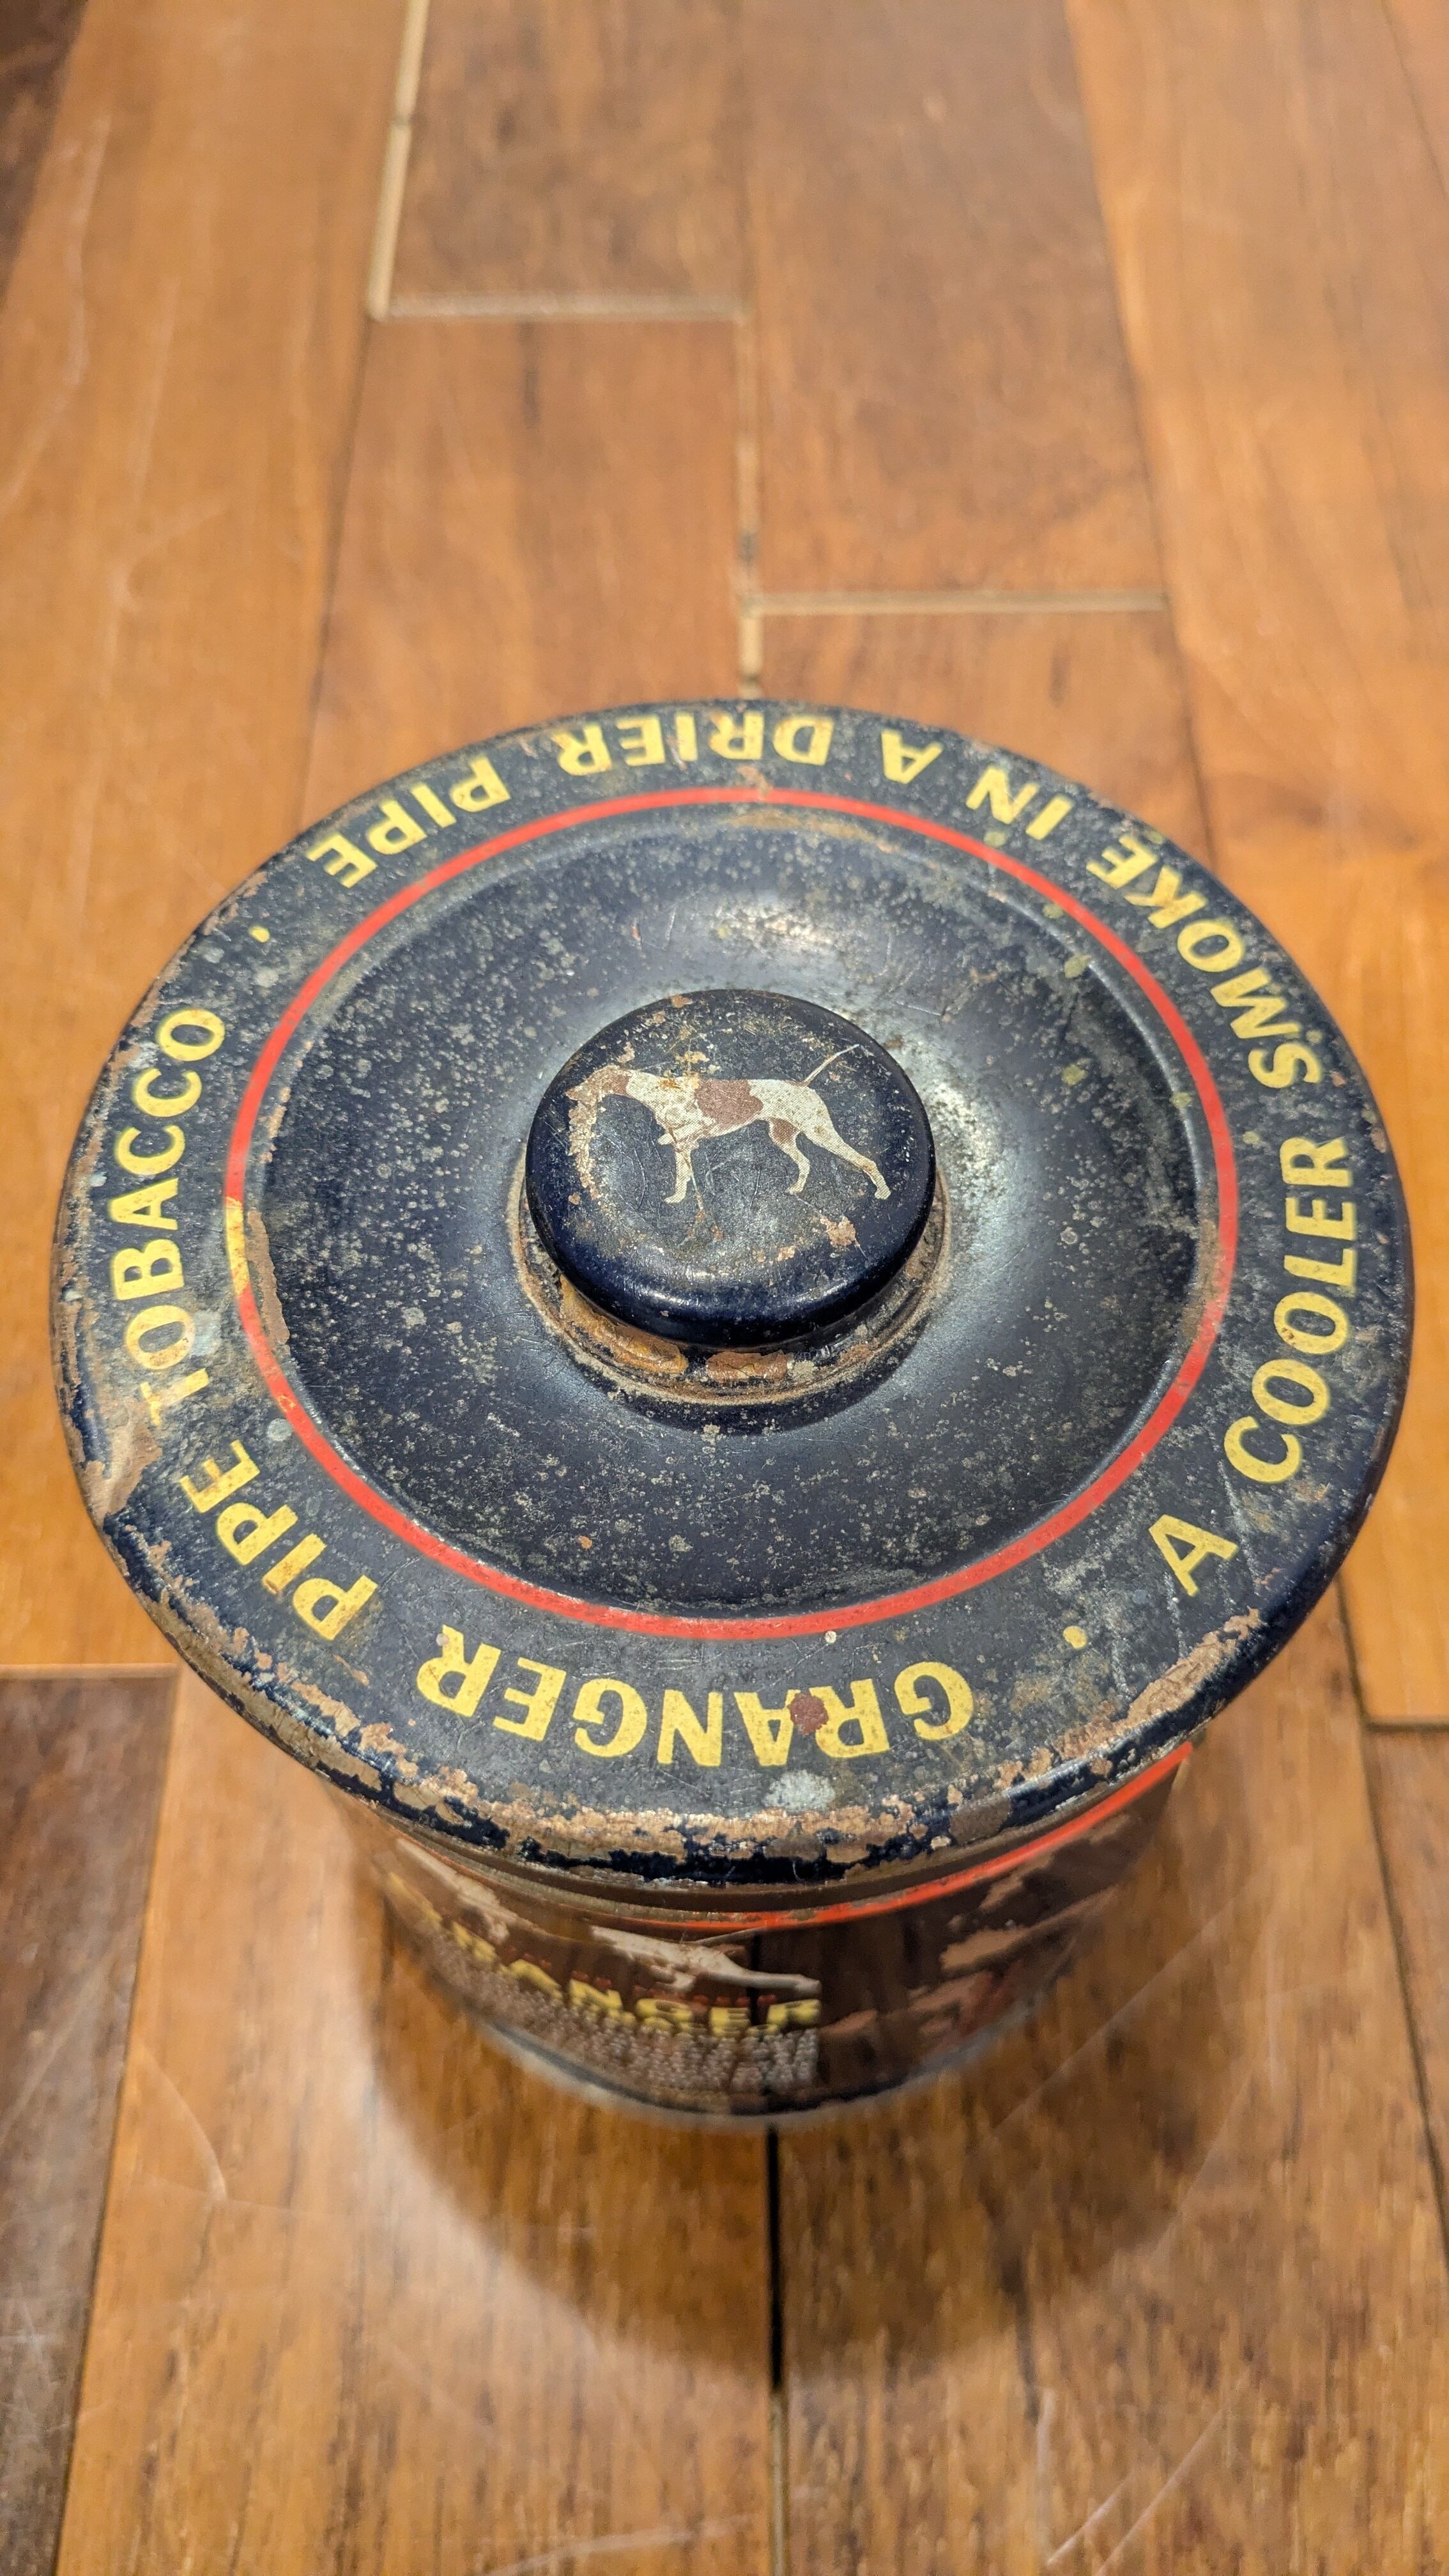 GRANGER PIPE TOBACCO
A COOLER SMOKE IN A DRIER PIPE
GRANGER